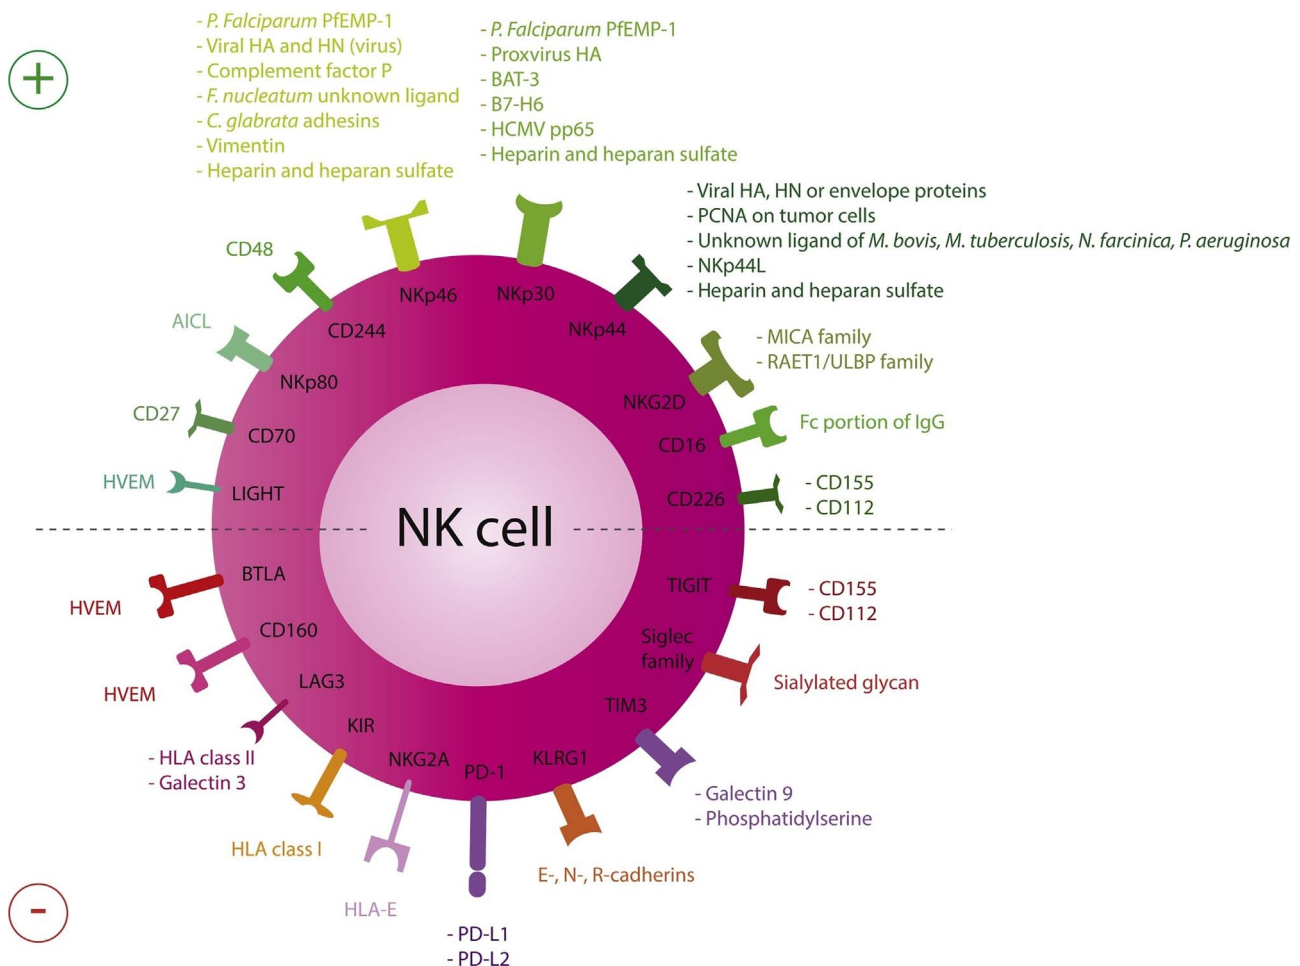 +
- P. Falciparum PfEMP-1
- Viral HA and HN (virus)
- Complement factor P
- F. nucleatum unknown ligand
- C. glabrata adhesins
- Vimentin
- Heparin and heparan sulfate
- P. Falciparum PfEMP-1
- Proxvirus HA
- BAT-3
- B7-H6
- HCMV pp65
- Heparin and heparan sulfate
- Viral HA, HN or envelope proteins
- PCNA on tumor cells
- Unknown ligand of M. bovis, M. tuberculosis, N. farcinica, P. aeruginosa
- NKp44L
- Heparin and heparan sulfate
CD48
NKp46
NKp30
NKp44
CD244
AICL
- MICA family
- RAET1/ULBP family
NKp80
NKG2D
CD27
CD70
CD16
Fc portion of IgG
HVEM
LIGHT
CD226
- CD155
- CD112
NK cell
BTLA
HVEM
TIGIT
- CD155
- CD112
CD160
HVEM
Siglec
family
Sialylated glycan
LAG3
- HLA class II
- Galectin 3
TIM3
- Galectin 9
- Phosphatidylserine
KIR
HLA class I
NKG2A
HLA-E
PD-1
- PD-L1
- PD-L2
KLRG1
E-, N-, R-cadherins
-